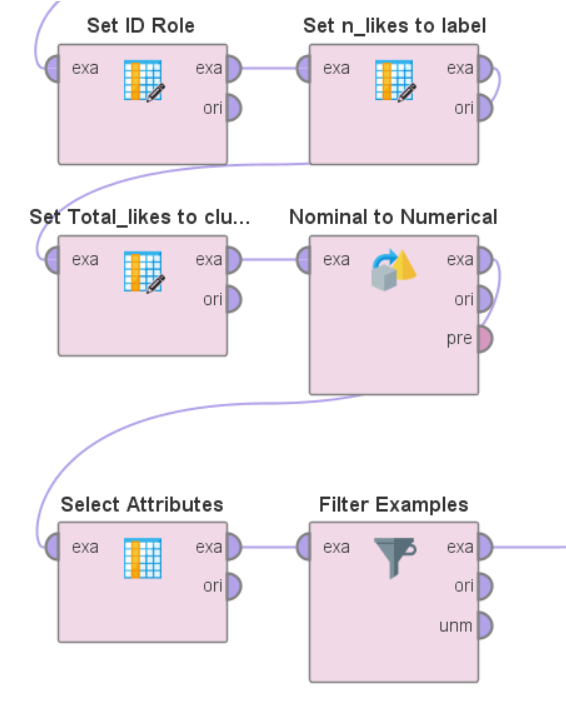 Set ID Role
Set n_likes to label
exa
exa
ori
exa
exa
ori
Set Total_likes to clu...
Nominal to Numerical
exa
exa
ori
exa
exa
ori
pre
Select Attributes
Filter Examples
exa
exa
ori
exa
exa
ori
unm